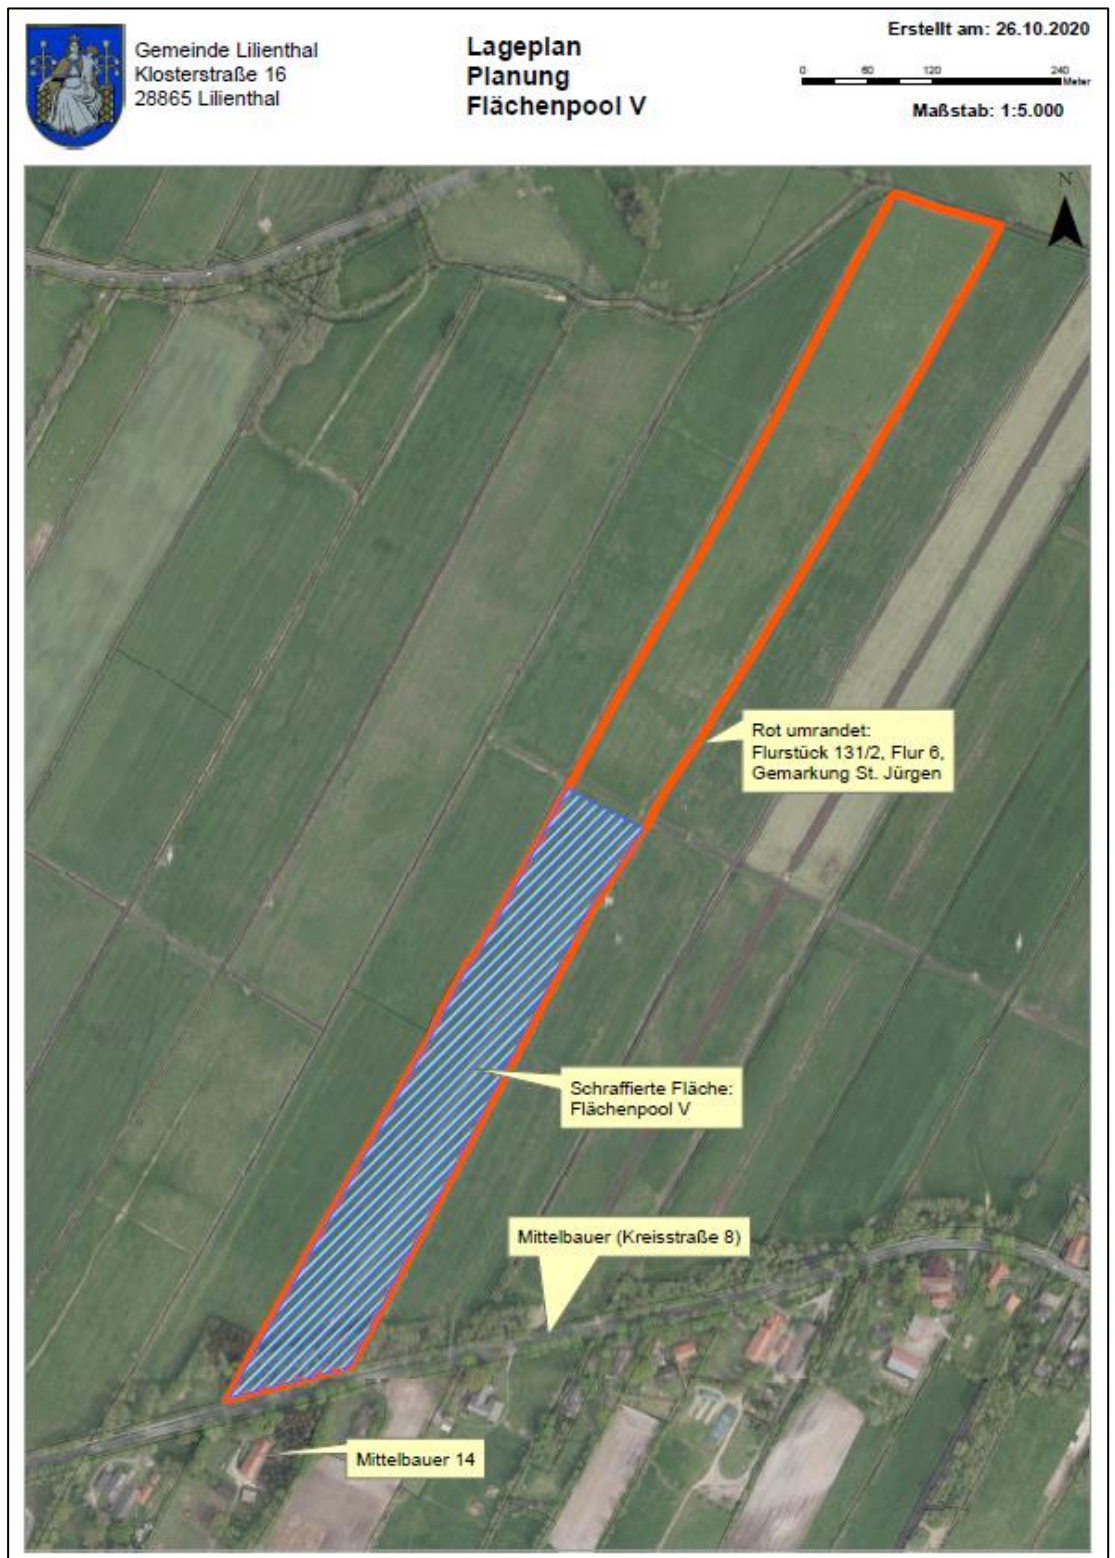 Gemeinde Lilienthal
Klosterstraße 16
28865 Lilienthal
Lageplan
Planung
Flächenpool V
Erstellt am: 26.10.2020
0 60 120 240
Meter
Maßstab: 1:5.000
N
Rot umrandet:
Flurstück 131/2, Flur 6,
Gemarkung St. Jürgen
Schraffierte Fläche:
Flächenpool V
Mittelbauer (Kreisstraße 8)
Mittelbauer 14